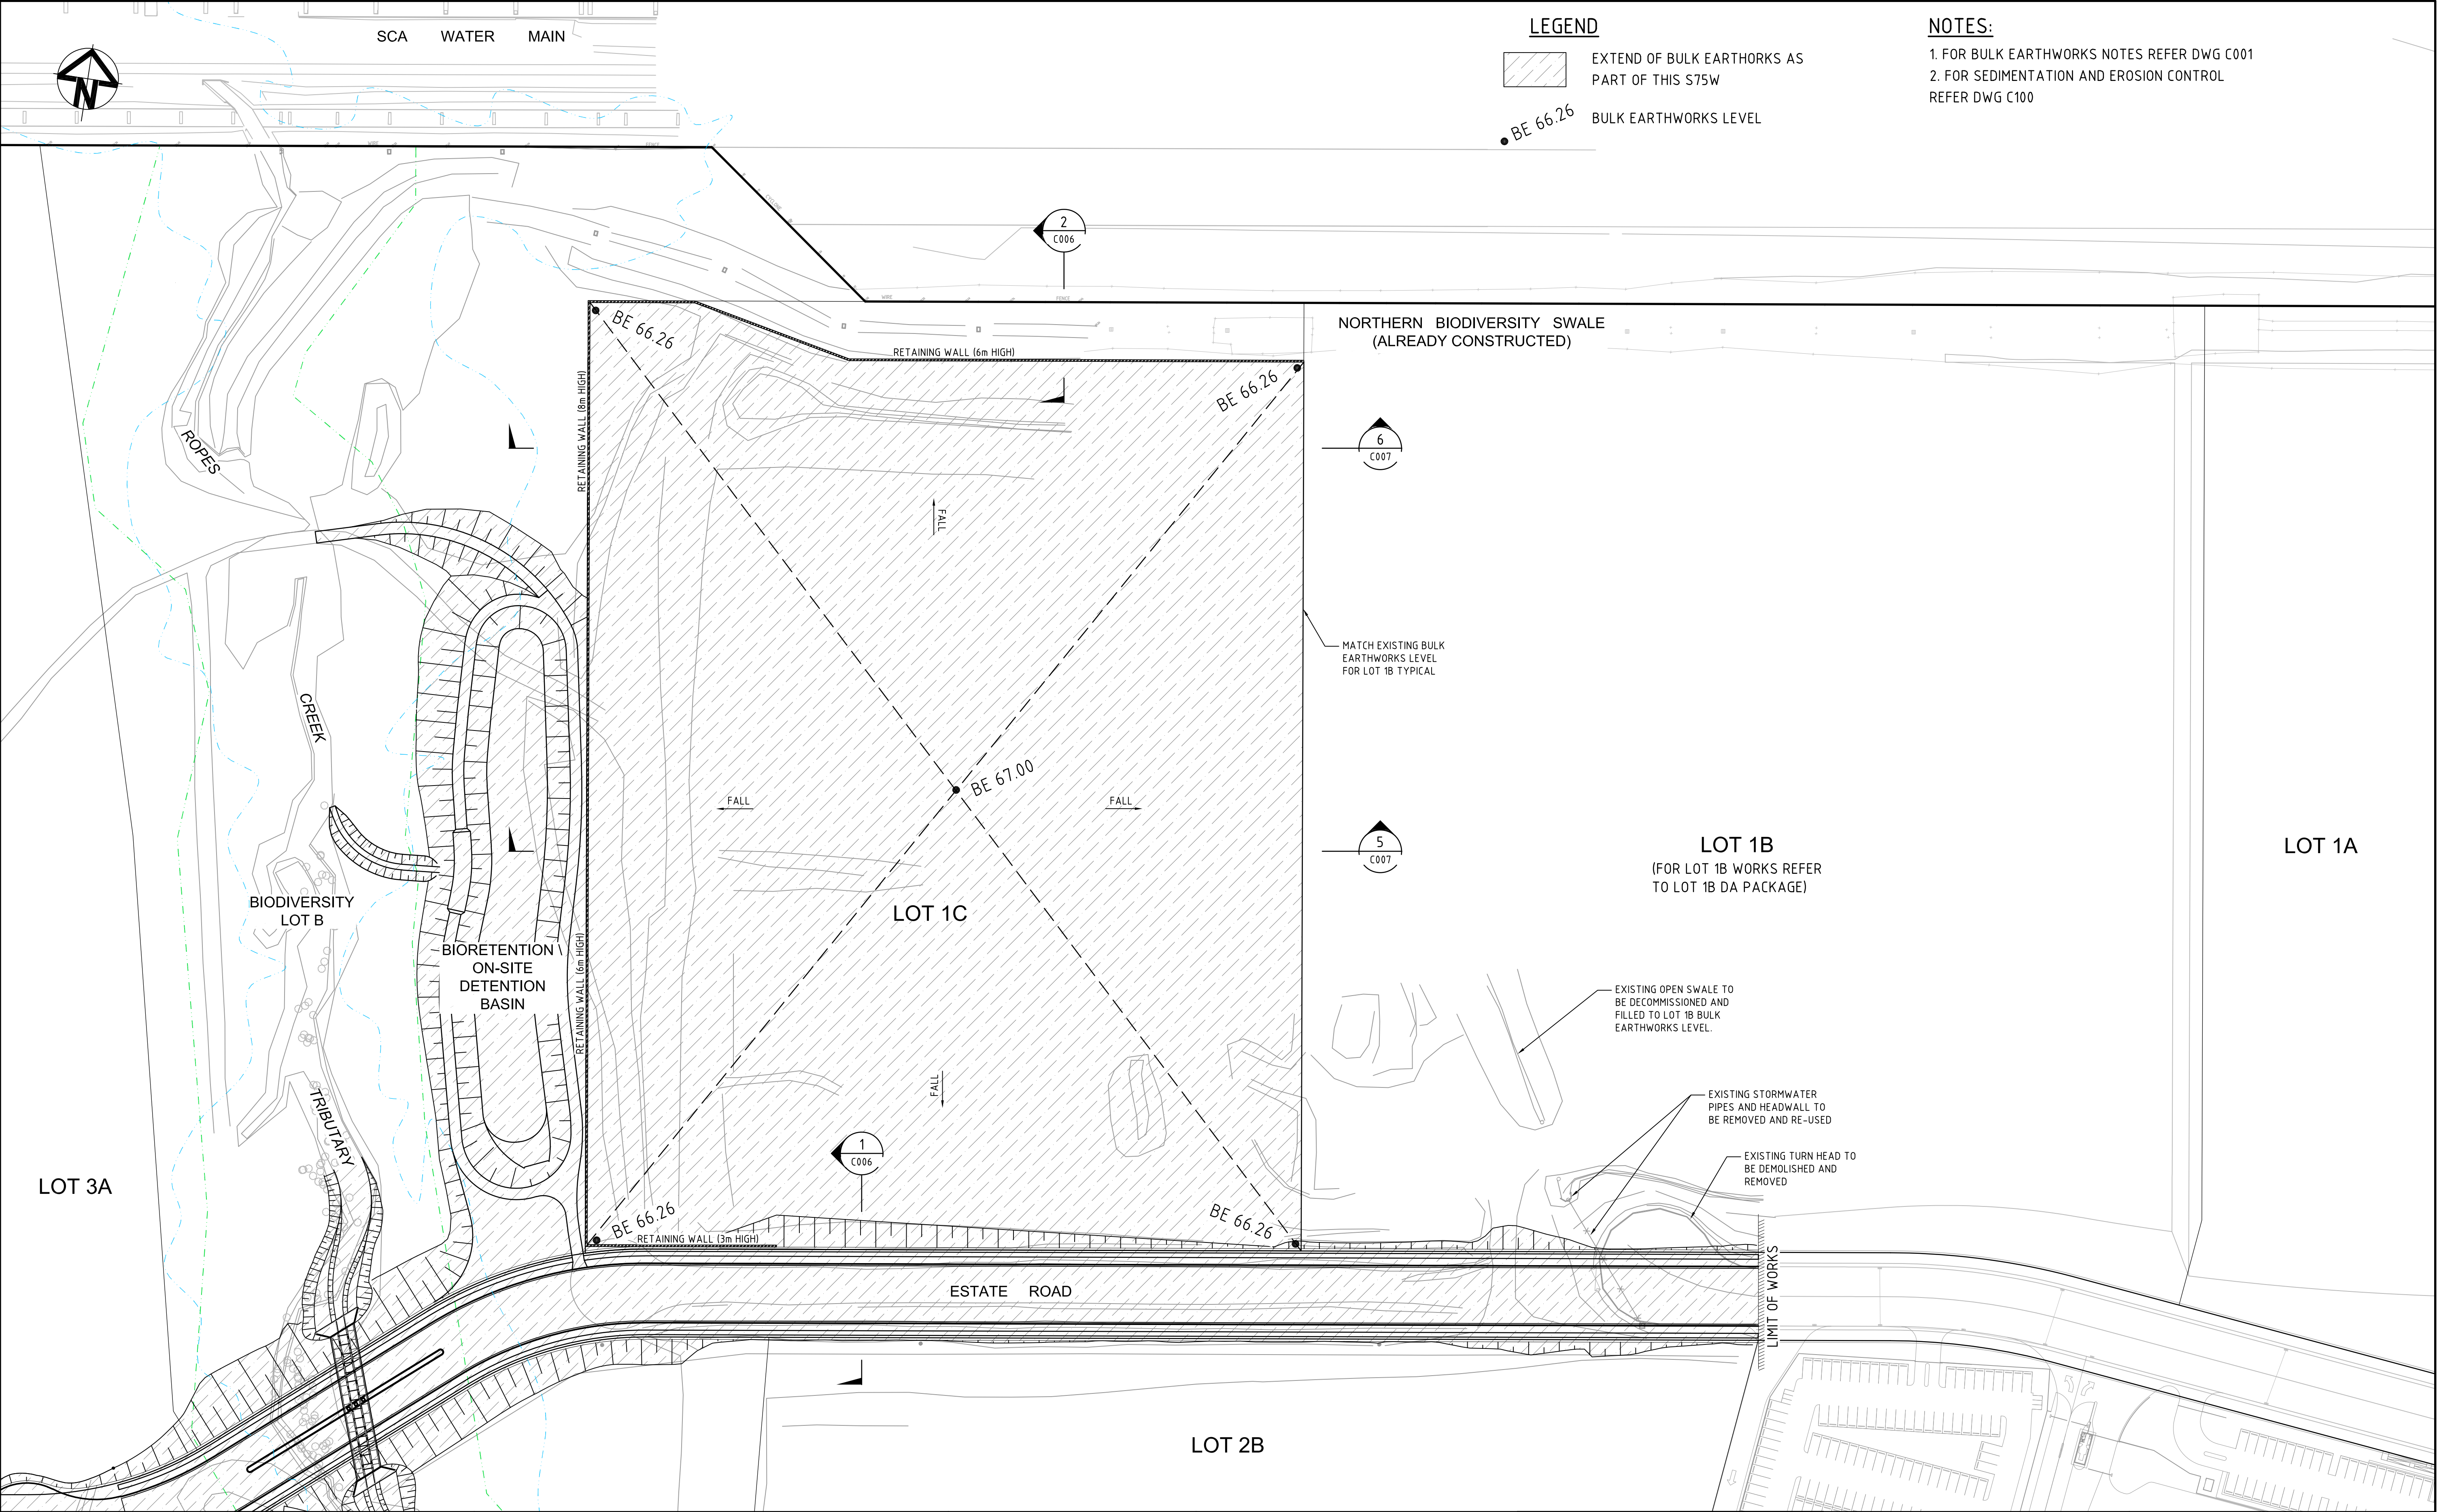 SCA WATER MAIN
N
LEGEND
EXTEND OF BULK EARTHORKS AS
PART OF THIS S75W
BE 66.26
BULK EARTHWORKS LEVEL
NOTES:
1. FOR BULK EARTHWORKS NOTES REFER DWG C001
2. FOR SEDIMENTATION AND EROSION CONTROL
REFER DWG C100
WIRE
FENCE
CYCLONE
2
C006
WIRE
FENCE
BE 66.26
NORTHERN BIODIVERSITY SWALE
(ALREADY CONSTRUCTED)
RETAINING WALL (6m HIGH)
BE 66.26
RETAINING WALL (8m HIGH)
6
C007
ROPES
FALL
MATCH EXISTING BULK
EARTHWORKS LEVEL
FOR LOT 1B TYPICAL
CREEK
BE 67.00
FALL
FALL
5
C007
LOT 1B
(FOR LOT 1B WORKS REFER
TO LOT 1B DA PACKAGE)
LOT 1A
BIODIVERSITY
LOT B
LOT 1C
BIORETENTION
ON-SITE
DETENTION
BASIN
RETAINING WALL (6m HIGH)
EXISTING OPEN SWALE TO
BE DECOMMISSIONED AND
FILLED TO LOT 1B BULK
EARTHWORKS LEVEL.
FALL
TRIBUTARY
EXISTING STORMWATER
PIPES AND HEADWALL TO
BE REMOVED AND RE-USED
1
C006
EXISTING TURN HEAD TO
BE DEMOLISHED AND
REMOVED
LOT 3A
BE 66.26
BE 66.26
RETAINING WALL (3m HIGH)
ESTATE ROAD
LIMIT OF WORKS
LOT 2B